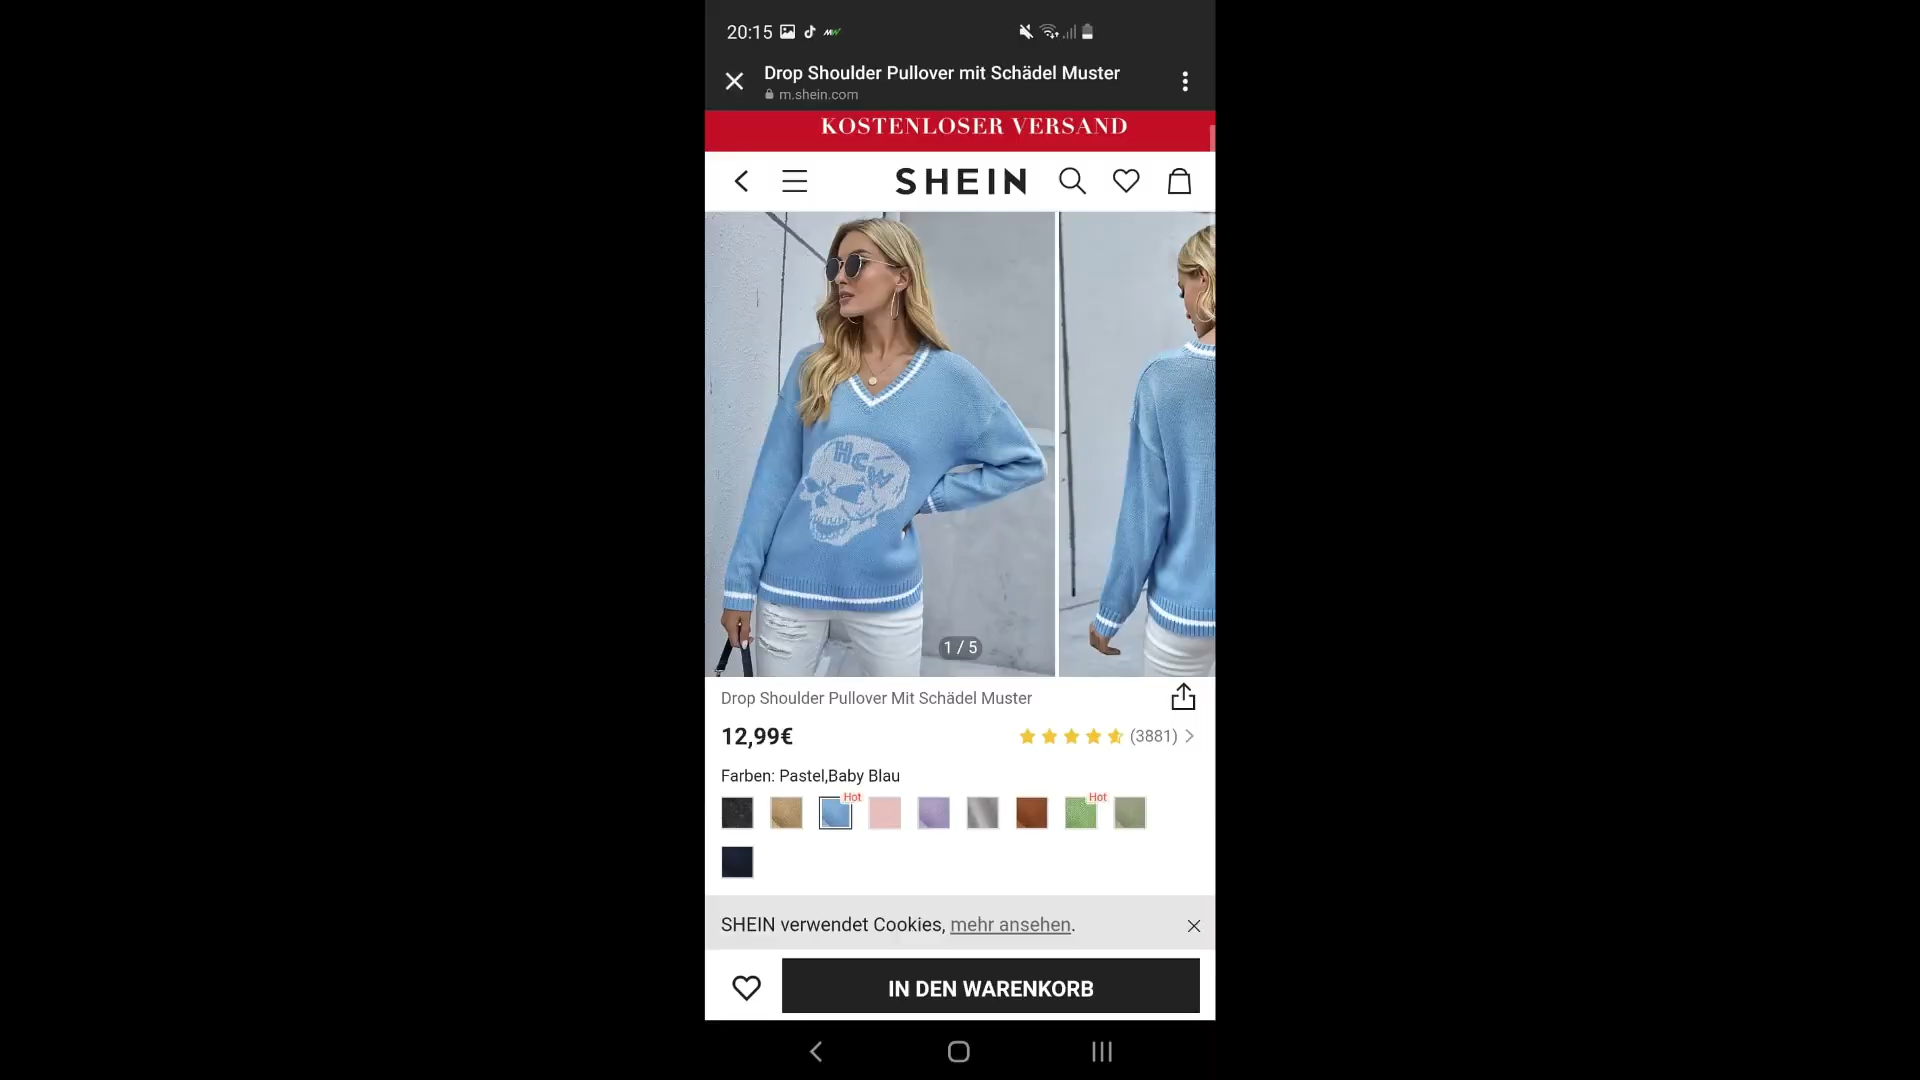 20:15
Drop Shoulder Pullover mit Schädel Muster
m.shein.com
KOSTENLOSER VERSAND
SHEIN
HCW
1 / 5
Drop Shoulder Pullover Mit Schädel Muster
12,99€
(3881)
Farben: Pastel,Baby Blau
Hot
Hot
SHEIN verwendet Cookies, mehr ansehen.
IN DEN WARENKORB